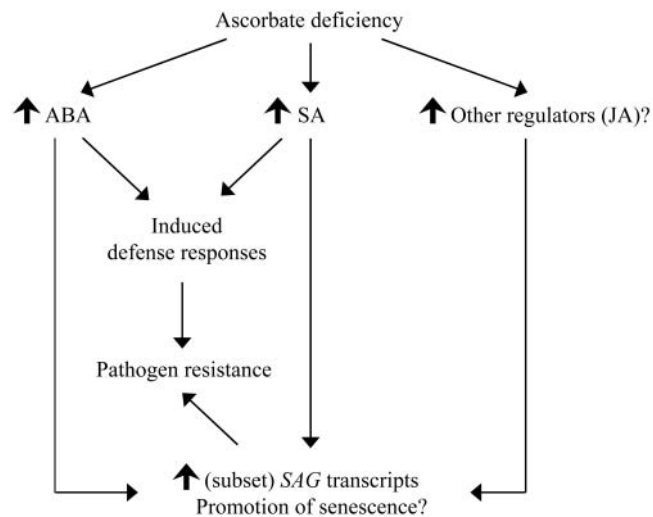 Ascorbate deficiency
ABA
SA
Other regulators (JA)?
Induced
defense responses
Pathogen resistance
(subset) SAG transcripts
Promotion of senescence?